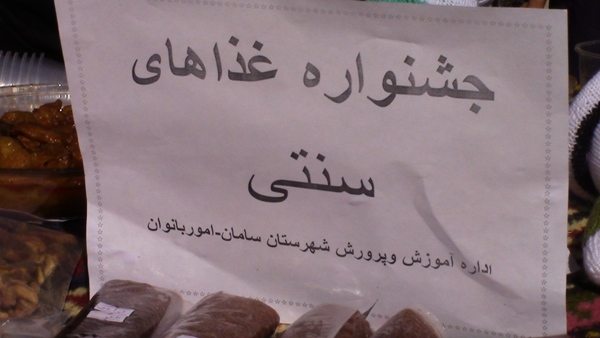 جشنواره غذاهای
سنتی
اداره آموزش وپرورش شهرستان سامان-اموربانوان